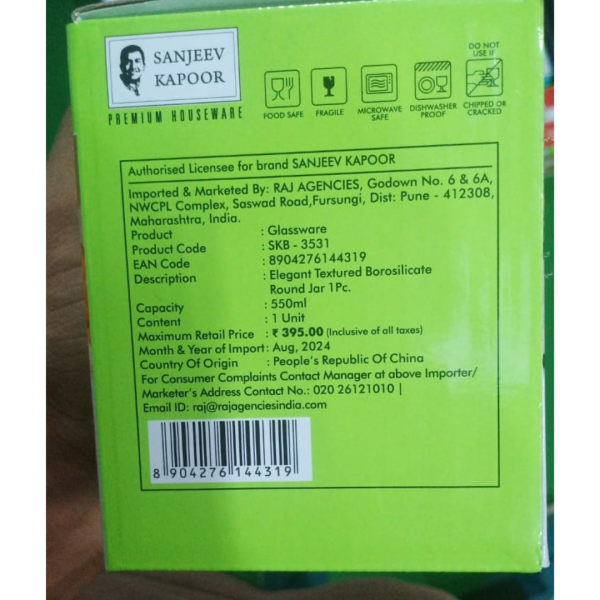 SANJEEV
KAPOOR
PREMIUM HOUSEWARE
FOOD SAFE
FRAGILE
MICROWAVE
SAFE
DISHWASHER
PROOF
DO NOT
USE IF
CHIPPED OR
CRACKED
Authorised Licensee for brand SANJEEV KAPOOR
Imported & Marketed By: RAJ AGENCIES, Godown No. 6 & 6A,
NWCPL Complex, Saswad Road,Fursungi, Dist: Pune - 412308,
Maharashtra, India.
Product : Glassware
Product Code : SKB - 3531
EAN Code : 8904276144319
Description : Elegant Textured Borosilicate
Round Jar 1Pc.
Capacity : 550ml
Content : 1 Unit
Maximum Retail Price : ₹ 395.00 (Inclusive of all taxes)
Month & Year of Import : Aug, 2024
Country Of Origin : People's Republic Of China
For Consumer Complaints Contact Manager at above Importer/
Marketer's Address Contact No.: 020 26121010 |
Email ID: raj@rajagenciesindia.com
8 904276 144319